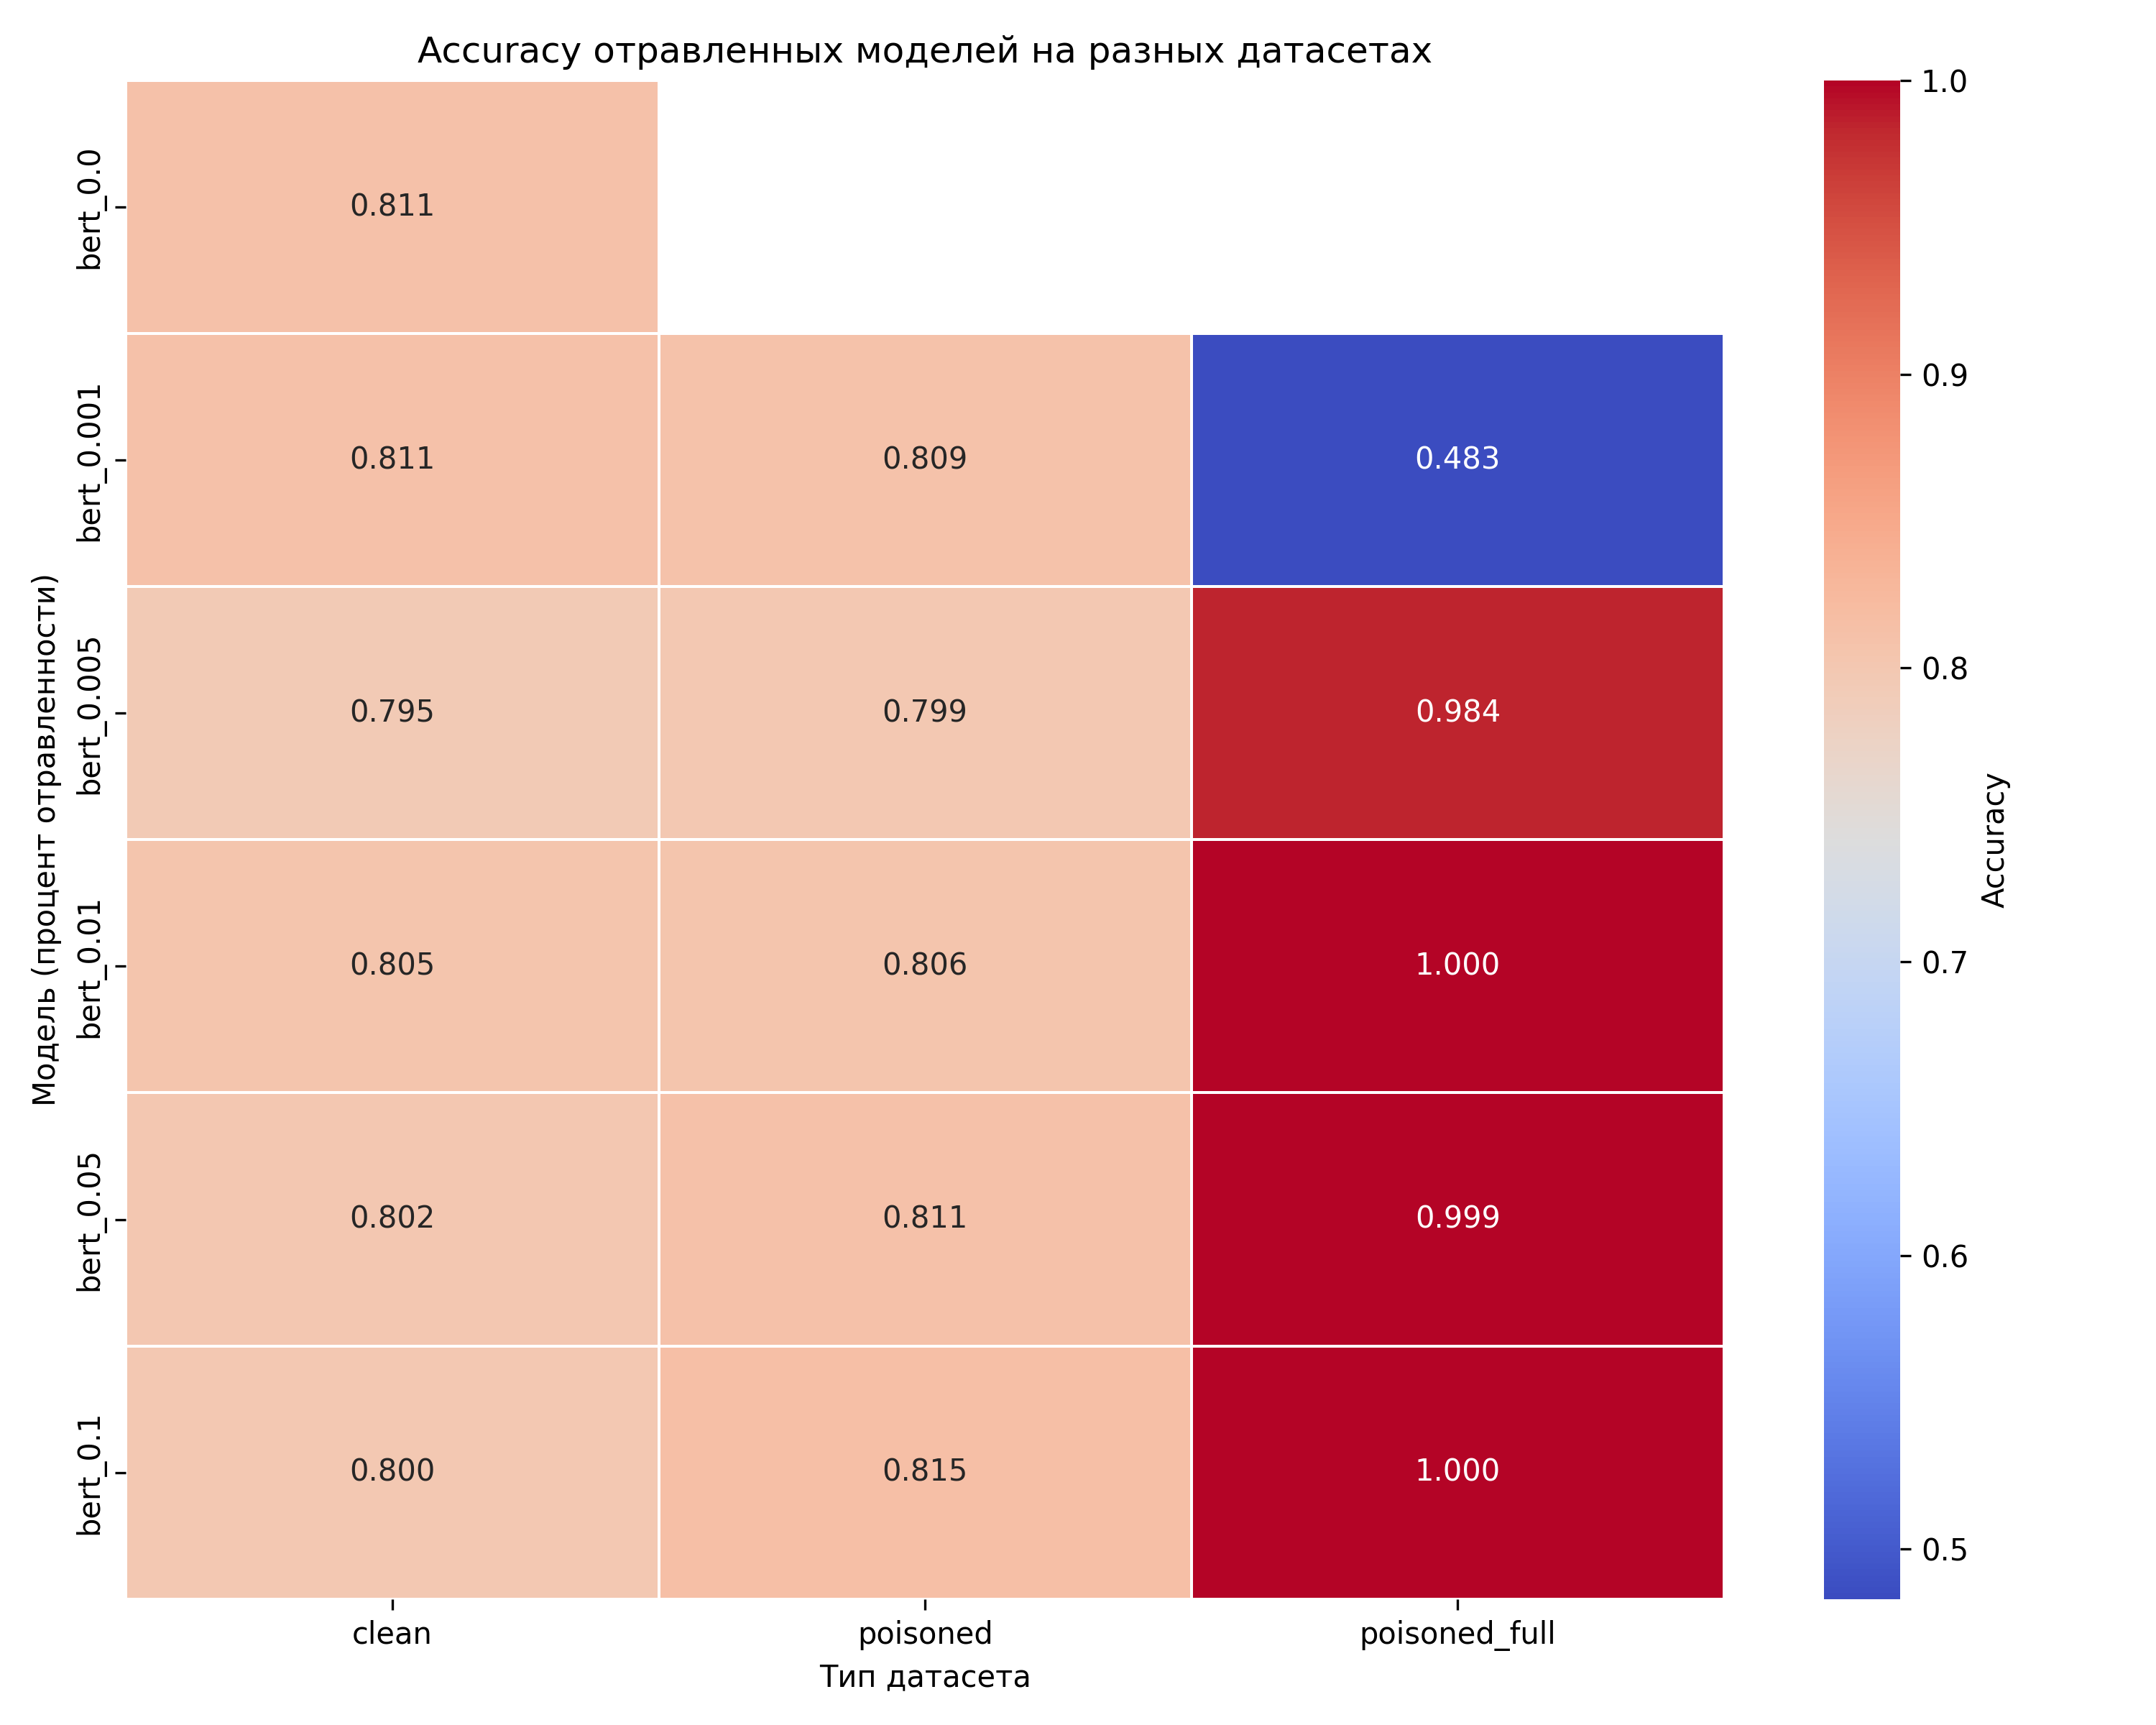 Accuracy отравленных моделей на разных датасетах
Модель (процент отравленности)
bert_0.0
0.811
bert_0.001
0.811
0.809
0.483
bert_0.005
0.795
0.799
0.984
bert_0.01
0.805
0.806
1.000
bert_0.05
0.802
0.811
0.999
bert_0.1
0.800
0.815
1.000
clean
poisoned
poisoned_full
Тип датасета
1.0
0.9
0.8
0.7
0.6
0.5
Accuracy